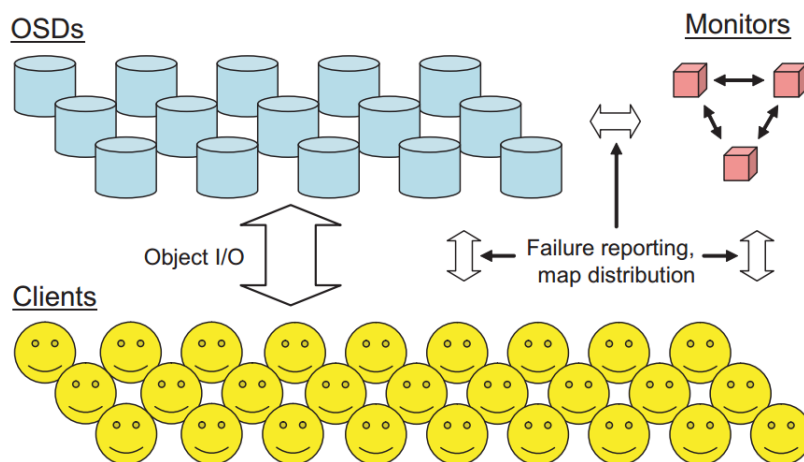 OSDs
Monitors
Object I/O
Failure reporting,
map distribution
Clients